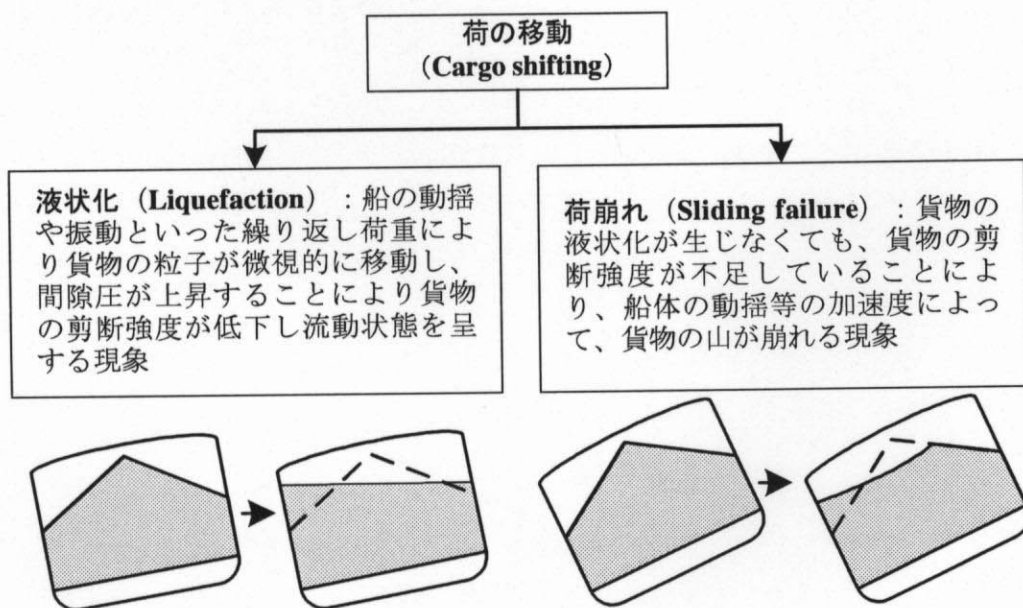 荷の移動
(Cargo shifting)
液状化（Liquefaction）：船の動揺
や振動といった繰り返し荷重によ
り貨物の粒子が微視的に移動し、
間隙圧が上昇することにより貨物
の剪断強度が低下し流動状態を呈
する現象
荷崩れ（Sliding failure）：貨物の
液状化が生じなくても、貨物の剪
断強度が不足していることによ
り、船体の動揺等の加速度によっ
て、貨物の山が崩れる現象